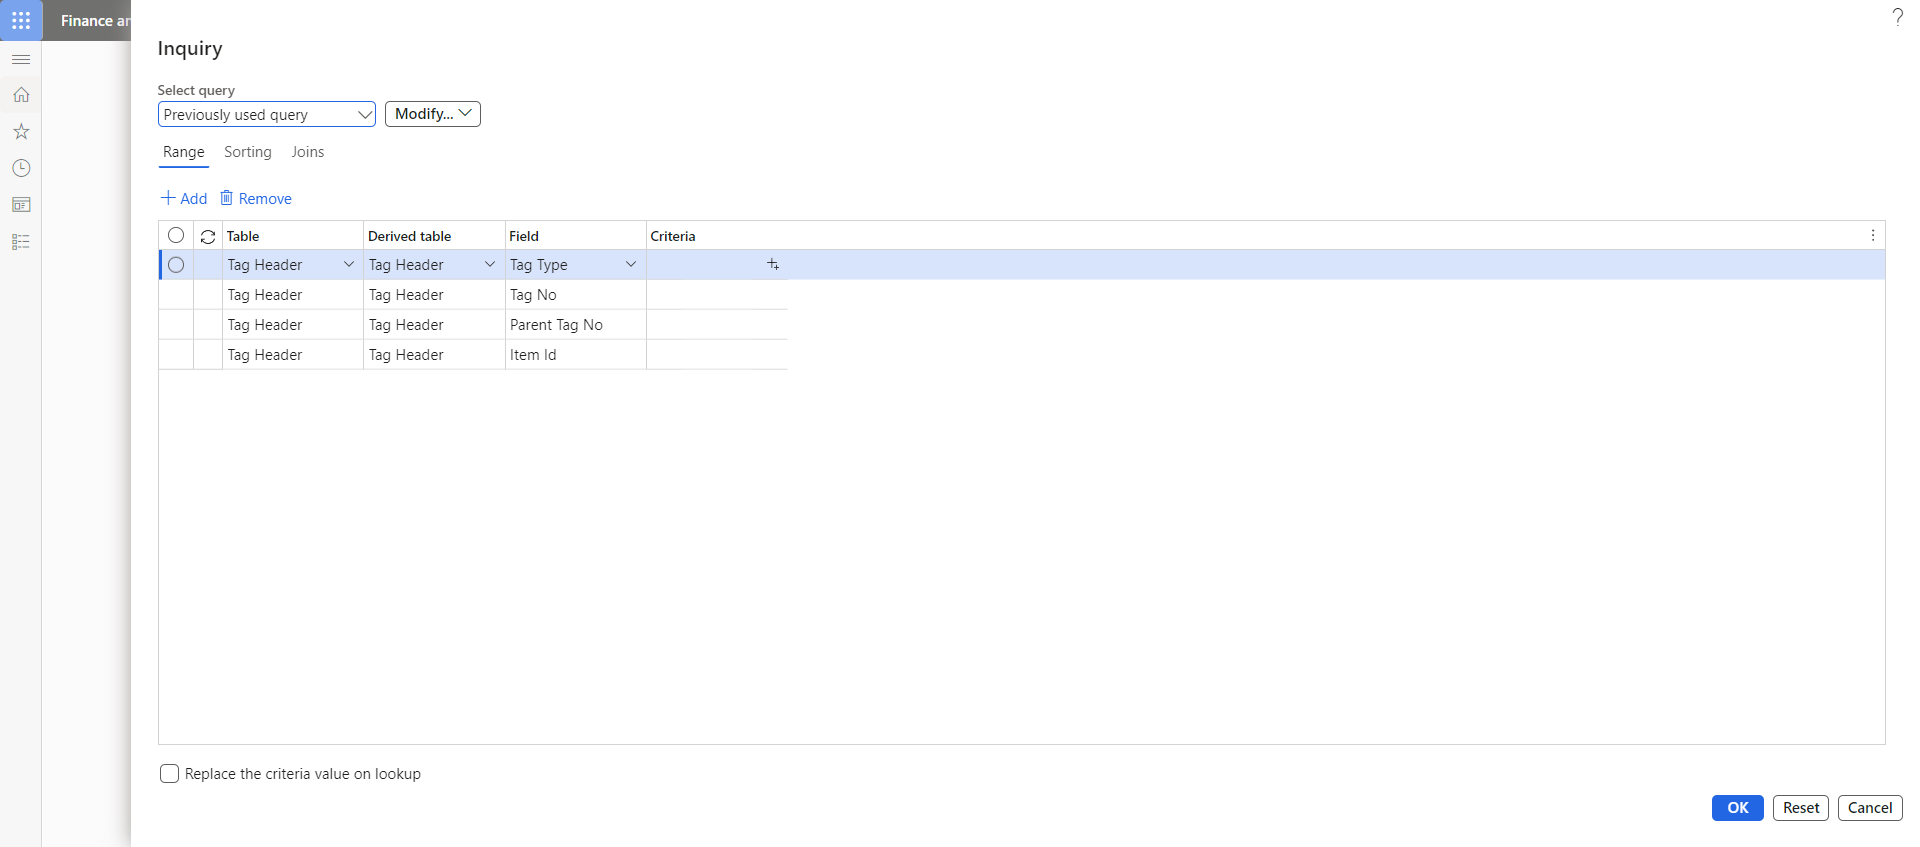 Finance an
?
Inquiry
Select query
Previously used query Modify...
Range Sorting Joins
Add Remove
Table Derived table Field Criteria
Tag Header Tag Header Tag Type
Tag Header Tag Header Tag No
Tag Header Tag Header Parent Tag No
Tag Header Tag Header Item Id
Replace the criteria value on lookup
OK Reset Cancel